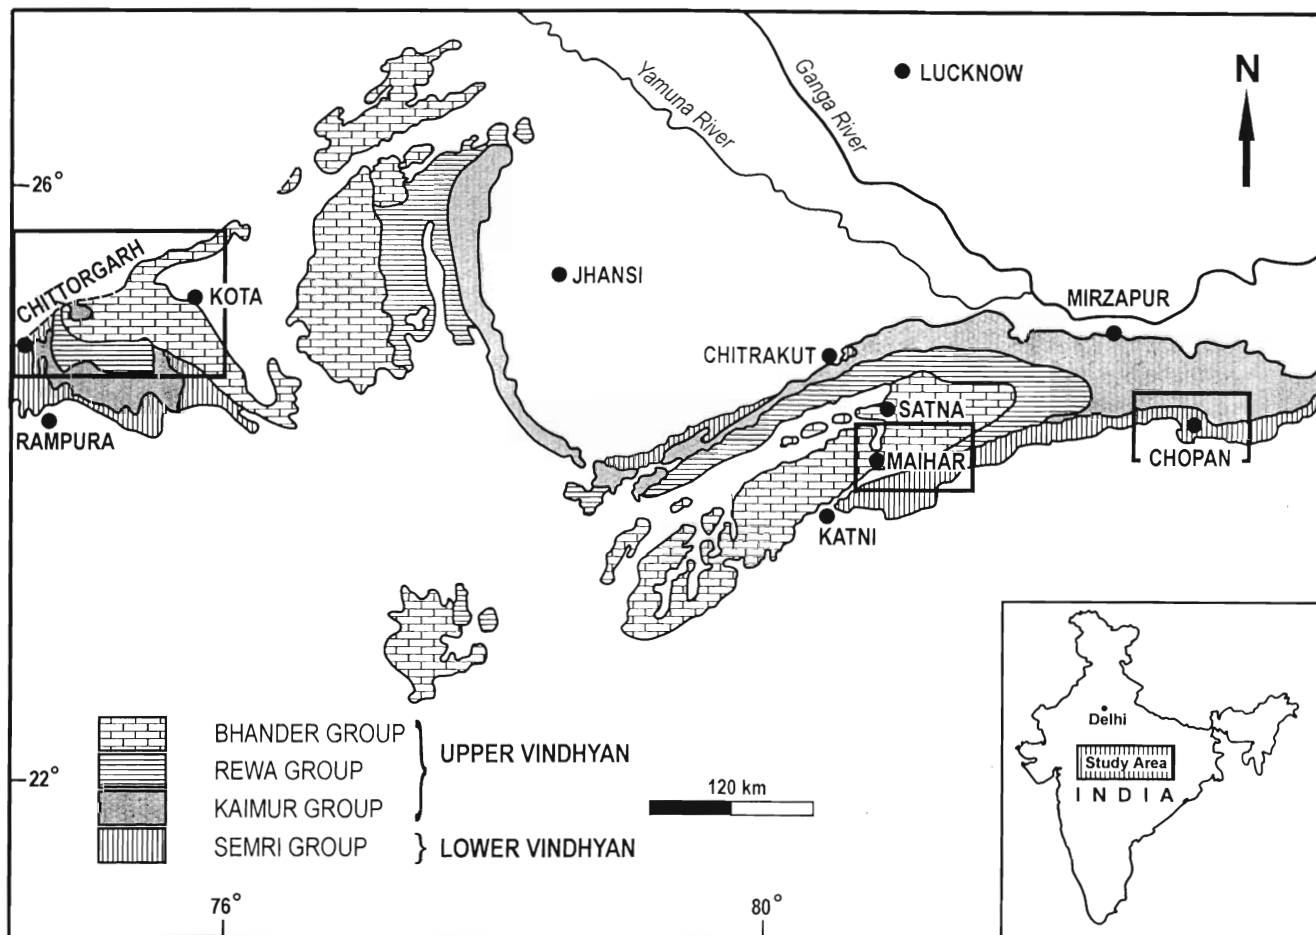 LUCKNOW
N
Yamuna River
Ganga River
26°
CHITTORGARH
KOTA
JHANSI
MIRZAPUR
CHITRAKUT
RAMPURA
SATNA
MAIHAR
CHOPAN
KATNI
BHANDER GROUP
REWA GROUP
UPPER VINDHYAN
KAIMUR GROUP
SEMRI GROUP
LOWER VINDHYAN
22°
120 km
76°
80°
Delhi
Study Area
INDIA